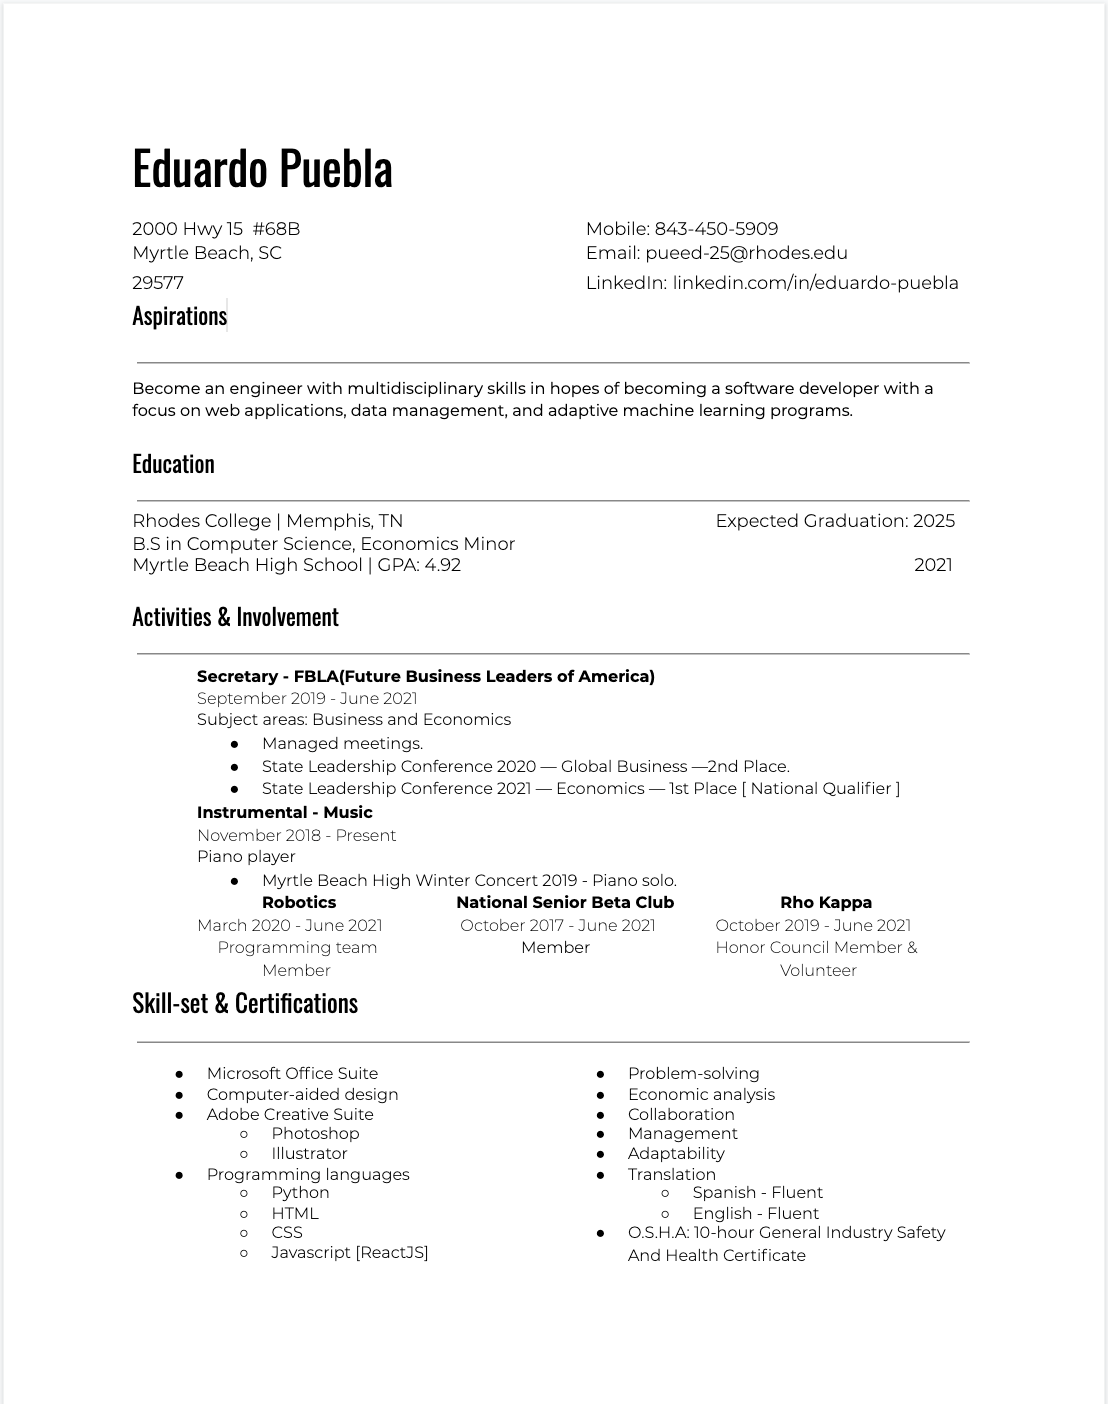 Eduardo Puebla
2000 Hwy 15  #68B
Myrtle Beach, SC
29577
Mobile: 843-450-5909
Email: pueed-25@rhodes.edu
LinkedIn: linkedin.com/in/eduardo-puebla
Aspirations
Become an engineer with multidisciplinary skills in hopes of becoming a software developer with a
focus on web applications, data management, and adaptive machine learning programs.
Education
Rhodes College | Memphis, TN Expected Graduation: 2025
B.S in Computer Science, Economics Minor
Myrtle Beach High School | GPA: 4.92 2021
Activities & Involvement
Secretary - FBLA(Future Business Leaders of America)
September 2019 - June 2021
Subject areas: Business and Economics
● Managed meetings.
● State Leadership Conference 2020 — Global Business —2nd Place.
● State Leadership Conference 2021 — Economics — 1st Place [ National Qualifier ]
Instrumental - Music
November 2018 - Present
Piano player
● Myrtle Beach High Winter Concert 2019 - Piano solo.
Robotics
March 2020 - June 2021
Programming team
Member
National Senior Beta Club
October 2017 - June 2021
Member
Rho Kappa
October 2019 - June 2021
Honor Council Member &
Volunteer
Skill-set & Certifications
● Microsoft Office Suite
● Computer-aided design
● Adobe Creative Suite
○ Photoshop
○ Illustrator
● Programming languages
○ Python
○ HTML
○ CSS
○ Javascript [ReactJS]
● Problem-solving
● Economic analysis
● Collaboration
● Management
● Adaptability
● Translation
○ Spanish - Fluent
○ English - Fluent
● O.S.H.A: 10-hour General Industry Safety
And Health Certificate